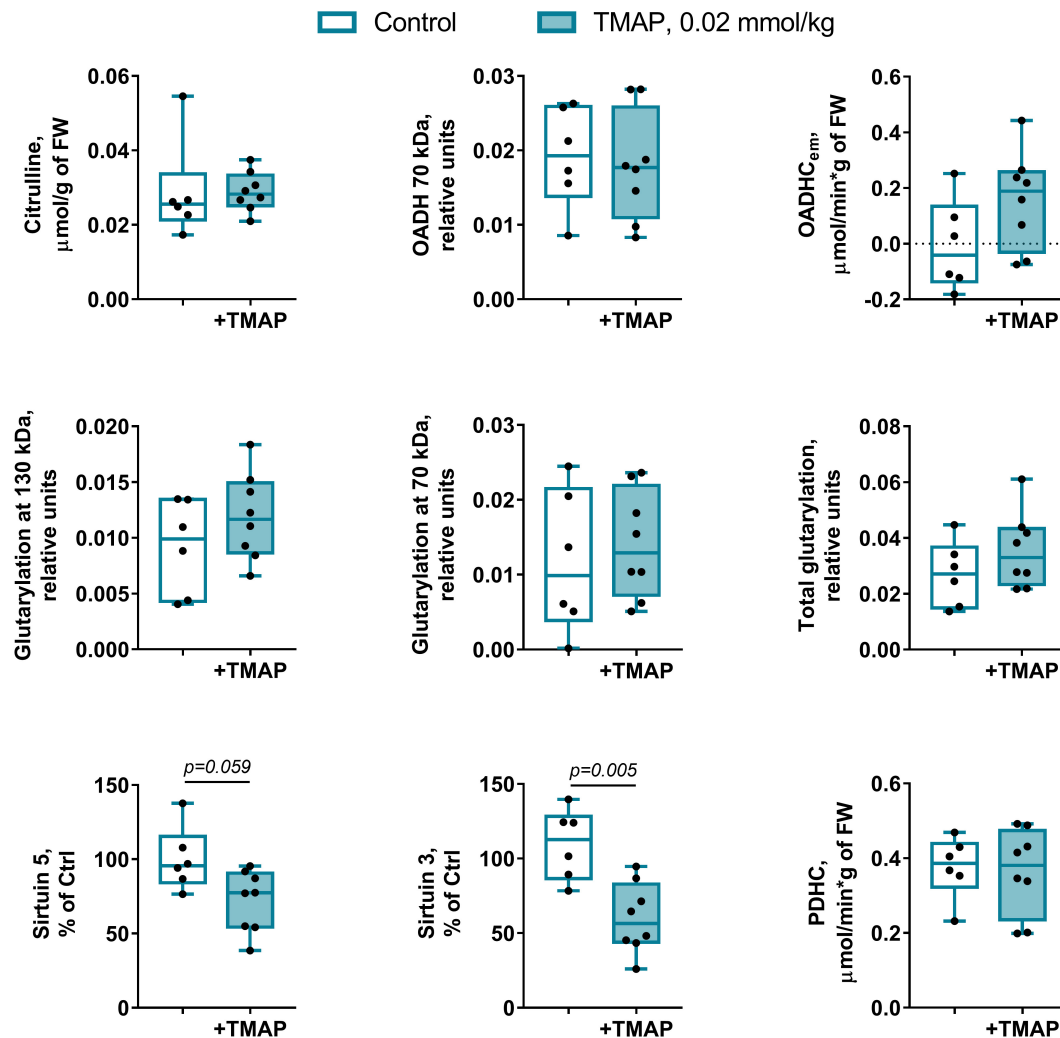 Control
TMAP, 0.02 mmol/kg
Citrulline,
μmol/g of FW
0.06
0.04
0.02
0.00
+TMAP
OADH 70 kDa,
relative units
0.03
0.02
0.01
0.00
+TMAP
OADHCem,
μmol/min*g of FW
0.6
0.4
0.2
0.0
-0.2
+TMAP
Glutarylation at 130 kDa,
relative units
0.020
0.015
0.010
0.005
0.000
+TMAP
Glutarylation at 70 kDa,
relative units
0.03
0.02
0.01
0.00
+TMAP
Total glutarylation,
relative units
0.08
0.06
0.04
0.02
0.00
+TMAP
Sirtuin 5,
% of Ctrl
p=0.059
150
100
50
0
+TMAP
Sirtuin 3,
% of Ctrl
p=0.005
150
100
50
0
+TMAP
PDHC,
μmol/min*g of FW
0.6
0.4
0.2
0.0
+TMAP